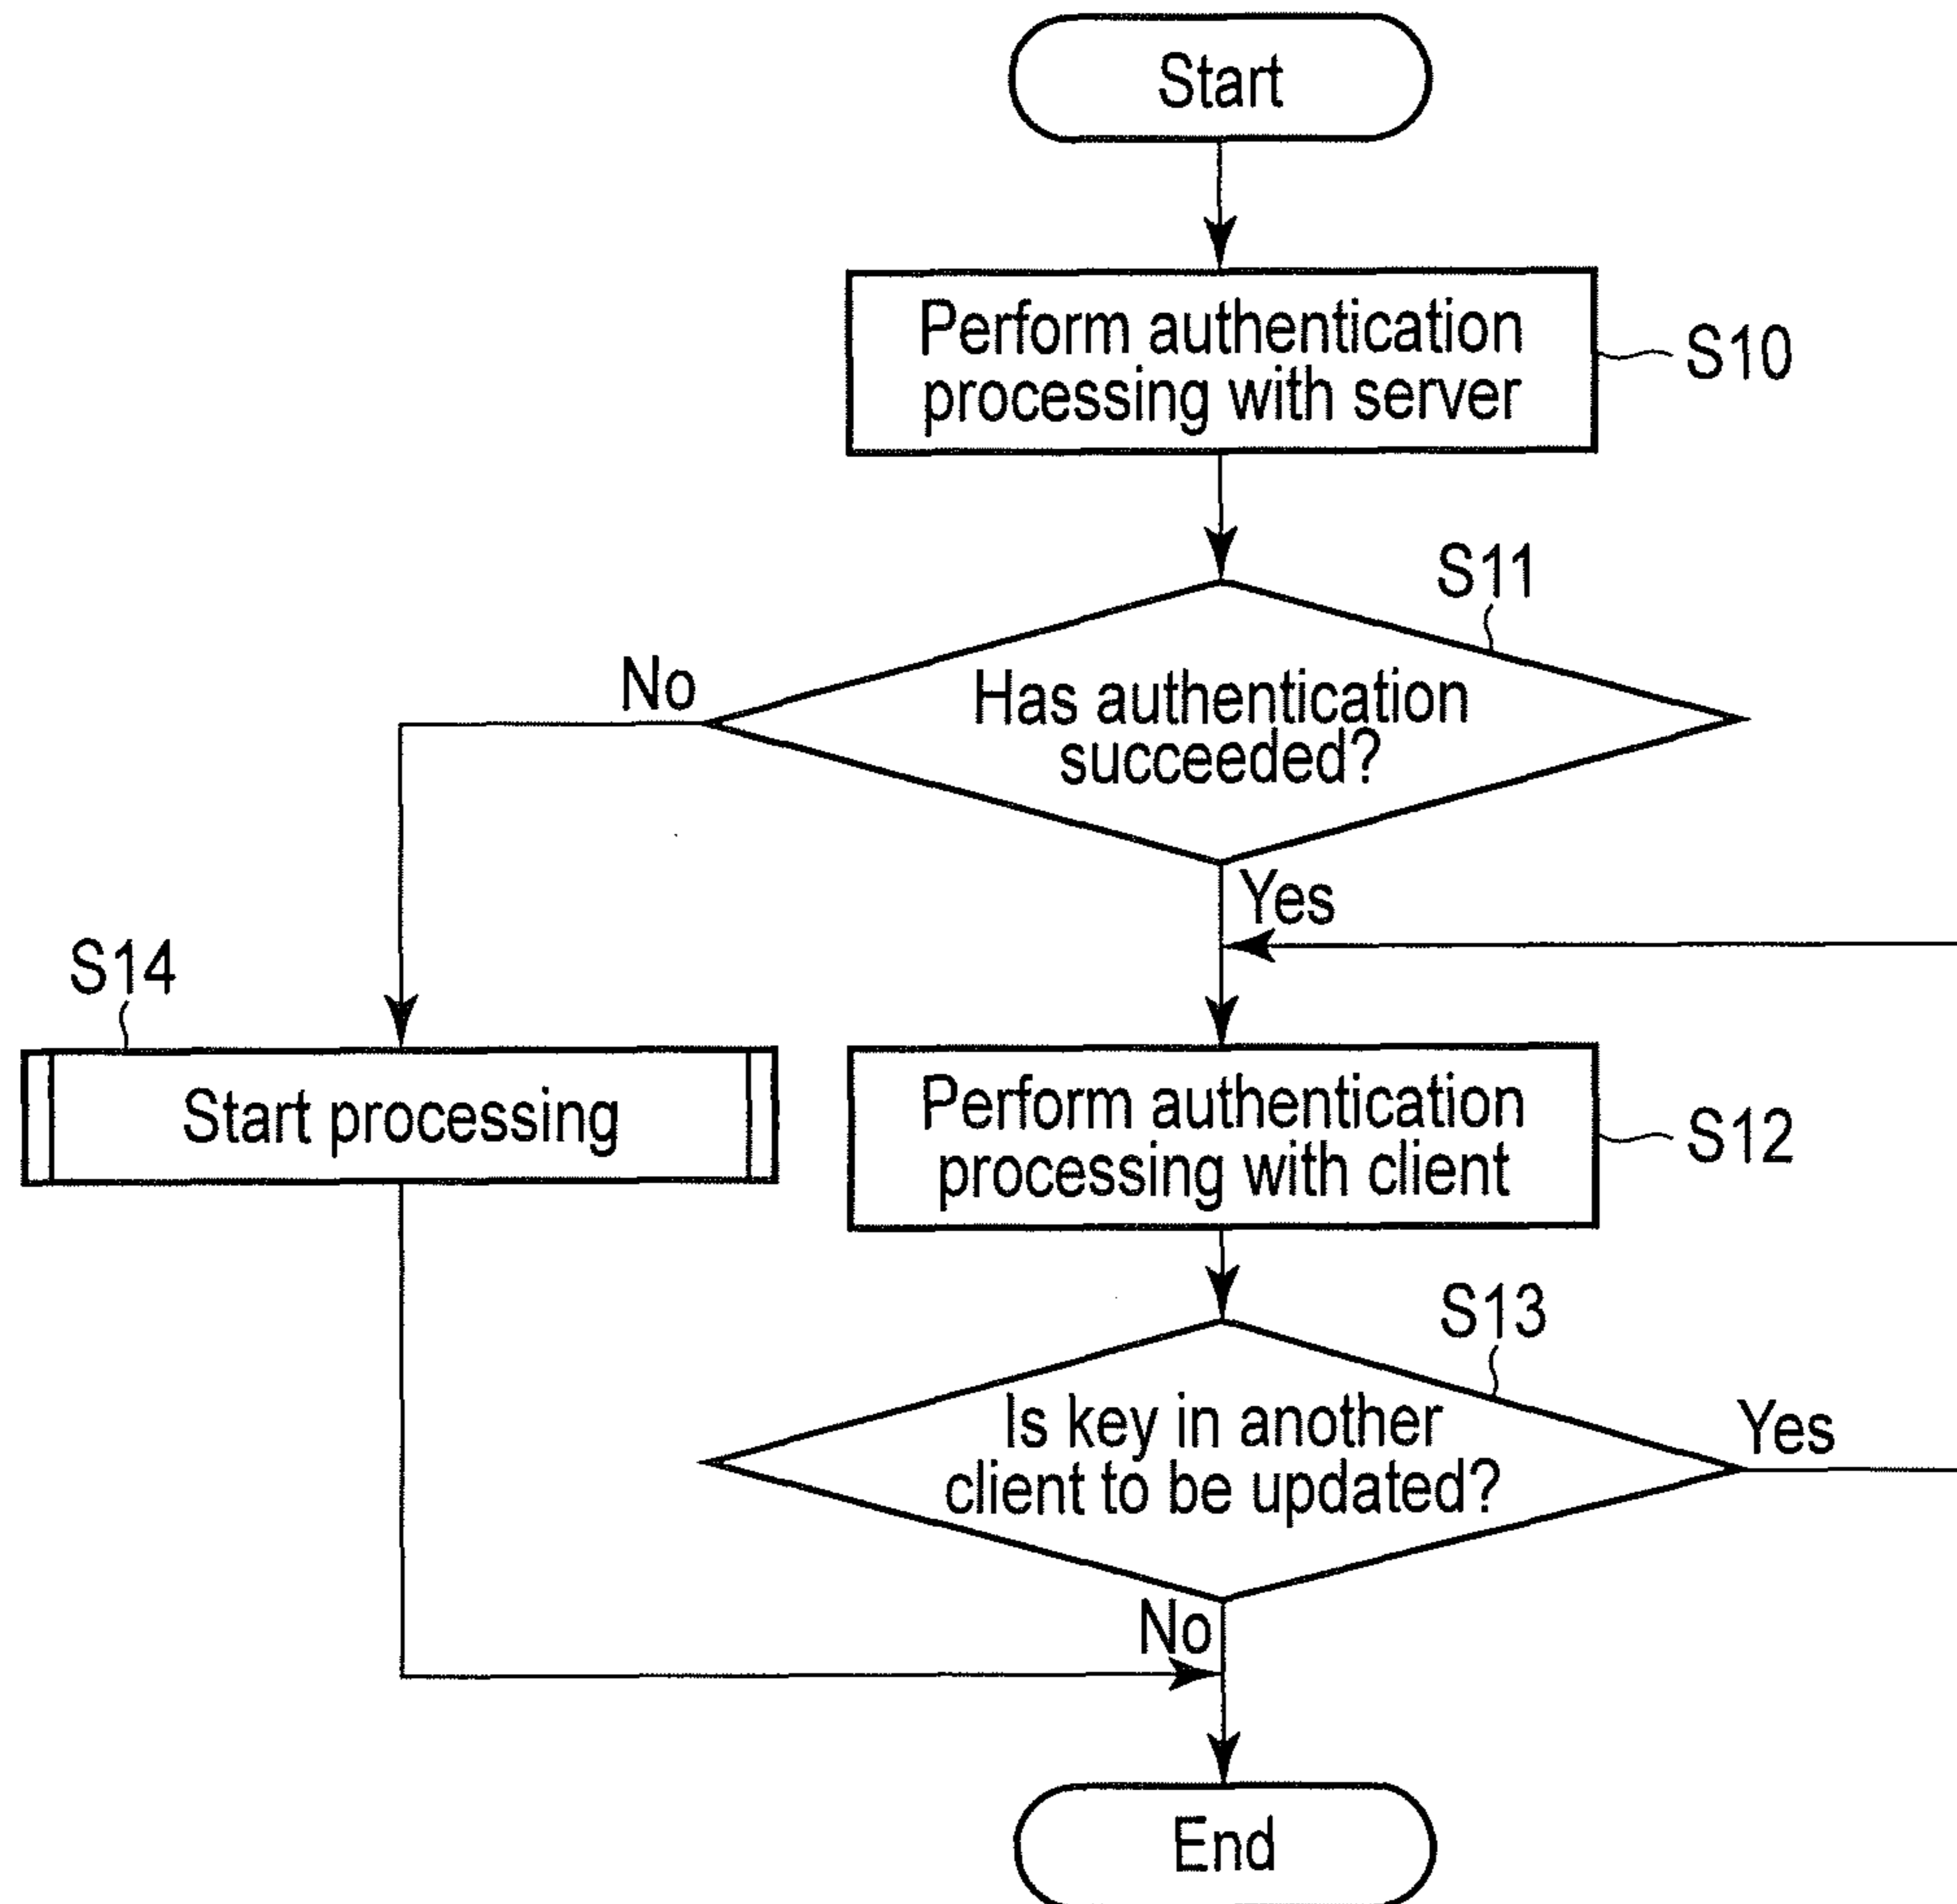 Start
Perform authentication
processing with server
S10
S11
No
Has authentication
succeeded?
Yes
S14
Start processing
Perform authentication
processing with client
S12
S13
Is key in another
client to be updated?
Yes
No
End